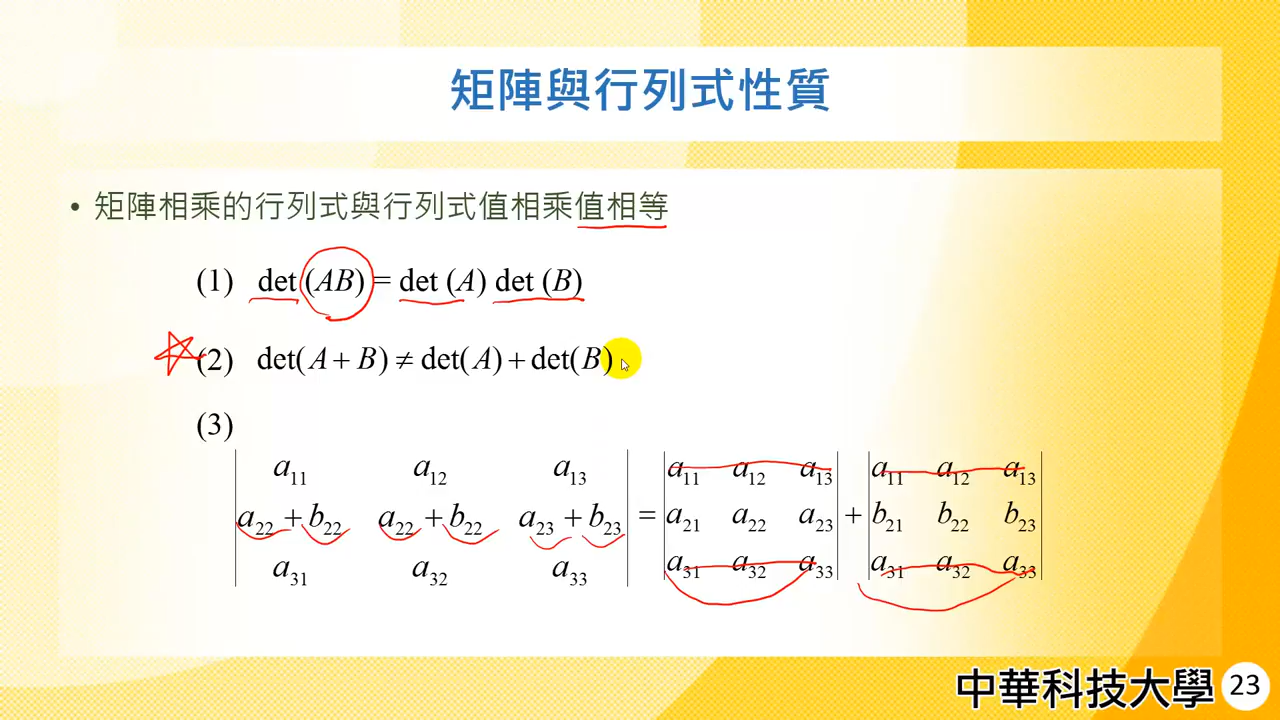 矩陣與行列式性質
• 矩陣相乘的行列式與行列式值相乘值相等
(1) det (AB) = det (A) det (B)
(2) det(A + B) ≠ det(A) + det(B)
(3)
| a₁₁ a₁₂ a₁₃ | | a₁₁ a₁₂ a₁₃ | | a₁₁ a₁₂ a₁₃ |
| a₂₂ + b₂₂ a₂₂ + b₂₂ a₂₃ + b₂₃ | = | a₂₁ a₂₂ a₂₃ | + | b₂₁ b₂₂ b₂₃ |
| a₃₁ a₃₂ a₃₃ | | a₃₁ a₃₂ a₃₃ | | a₃₁ a₃₂ a₃₃ |
中華科技大學 23